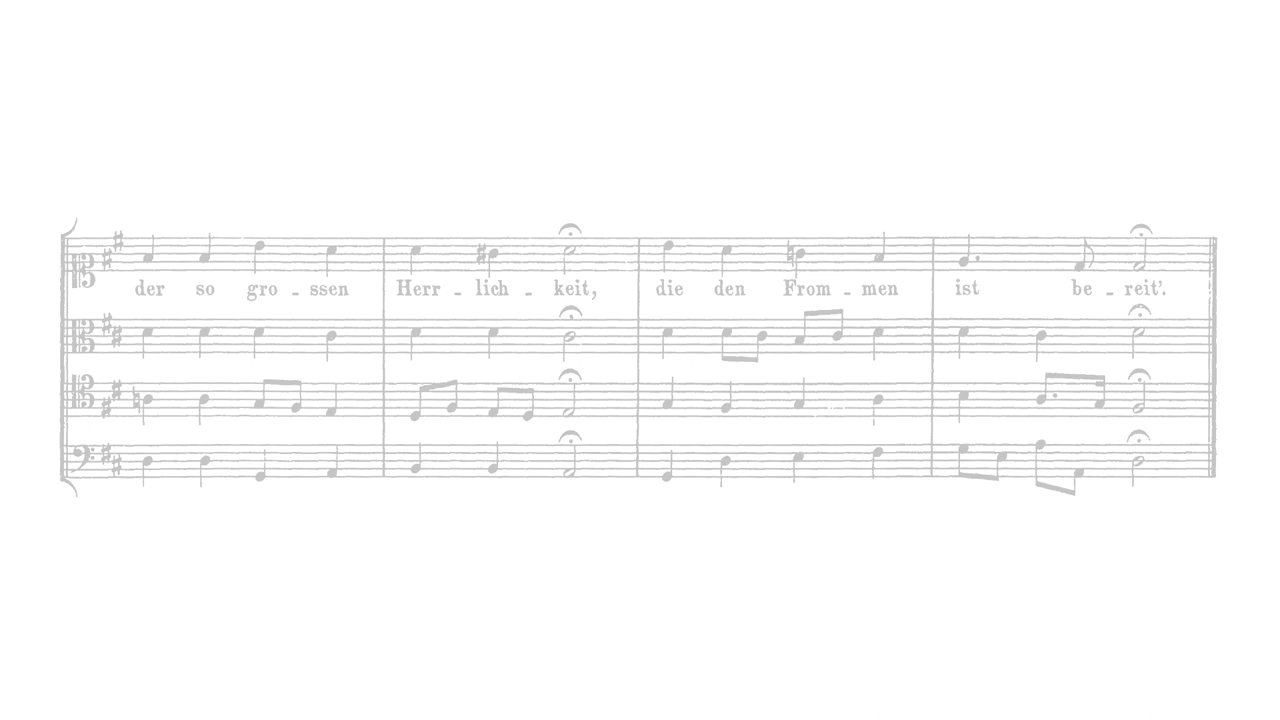 der so gro - ssen Herr - lich - keit, die den From - men ist be - reit'.